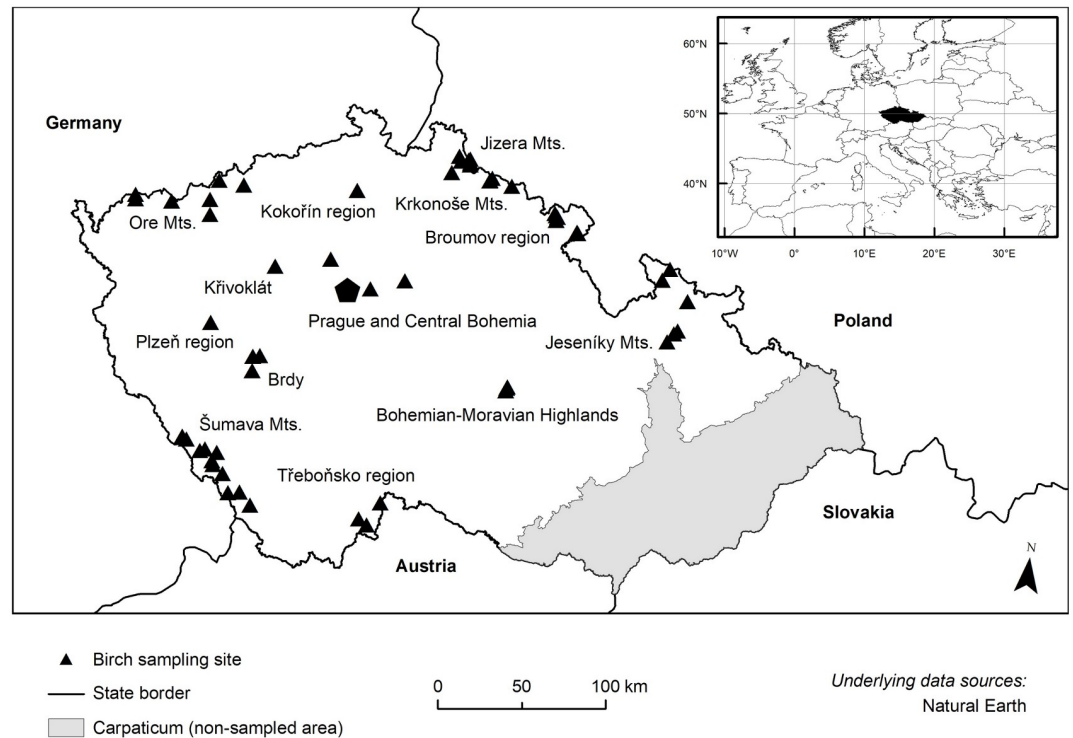 60°N
50°N
40°N
10°W 0° 10°E 20°E 30°E
Germany
Jizera Mts.
Kokořín region
Krkonoše Mts.
Ore Mts.
Broumov region
Křivoklát
Prague and Central Bohemia
Poland
Plzeň region
Jeseníky Mts.
Brdy
Bohemian-Moravian Highlands
Šumava Mts.
Třeboňsko region
Slovakia
Austria
N
Birch sampling site
State border
Carpaticum (non-sampled area)
0 50 100 km
Underlying data sources:
Natural Earth